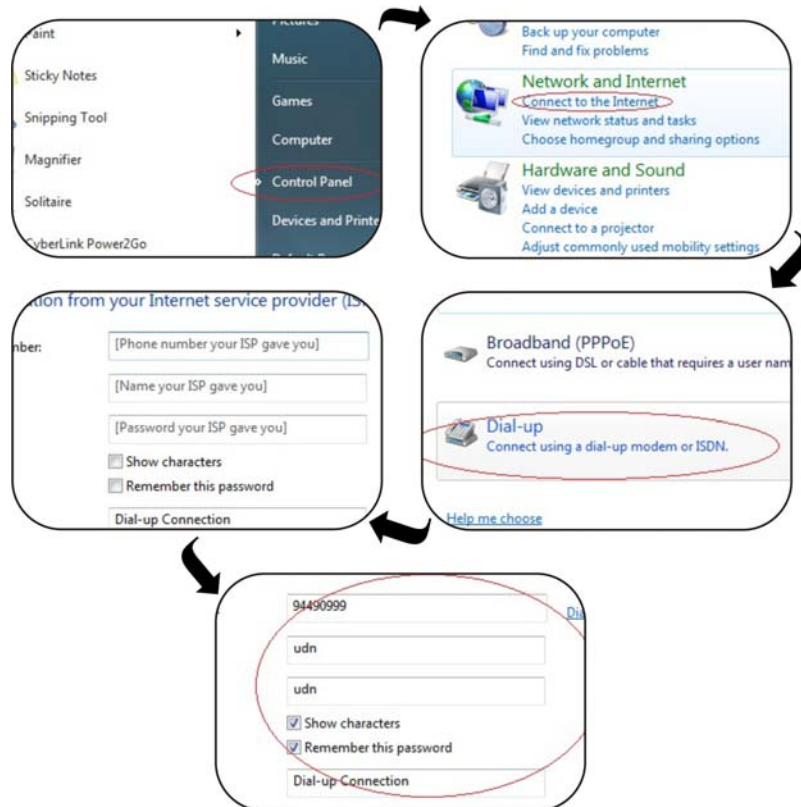 Paint
Sticky Notes
Snipping Tool
Magnifier
Solitaire
CyberLink Power2Go
Pictures
Music
Games
Computer
Control Panel
Devices and Printe
Back up your computer
Find and fix problems
Network and Internet
Connect to the Internet
View network status and tasks
Choose homegroup and sharing options
Hardware and Sound
View devices and printers
Add a device
Connect to a projector
Adjust commonly used mobility settings
Broadband (PPPoE)
Connect using DSL or cable that requires a user nam
Dial-up
Connect using a dial-up modem or ISDN.
Help me choose
tion from your Internet service provider (IS
nber:
[Phone number your ISP gave you]
[Name your ISP gave you]
[Password your ISP gave you]
Show characters
Remember this password
Dial-up Connection
94490999
Dia
udn
udn
Show characters
Remember this password
Dial-up Connection